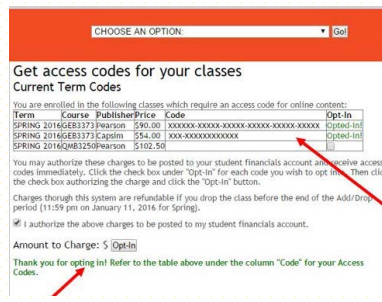 CHOOSE AN OPTION: Go!
Get access codes for your classes
Current Term Codes
You are enrolled in the following classes which require an access code for online content:
Term Course Publisher Price Code Opt-In
SPRING 2016 GEB3373 Pearson $90.00 XXXXXX-XXXXX-XXXXX-XXXXX-XXXXX-XXXXX Opted-In!
SPRING 2016 GEB3373 Capsim $54.00 XXX-XXXXXXXXXXXX Opted-In!
SPRING 2016 QMB3250 Pearson $102.50
You may authorize these charges to be posted to your student financials account and receive access
codes immediately. Click the check box under "Opt-In" for each code you wish to opt into. Then clic
the check box authorizing the charge and click the "Opt-In" button.
Charges thorugh this system are refundable if you drop the class before the end of the Add/Drop
period (11:59 pm on January 11, 2016 for Spring).
I authorize the above charges to be posted to my student financials account.
Amount to Charge: $ Opt-In
Thank you for opting in! Refer to the table above under the column "Code" for your Access
Codes.